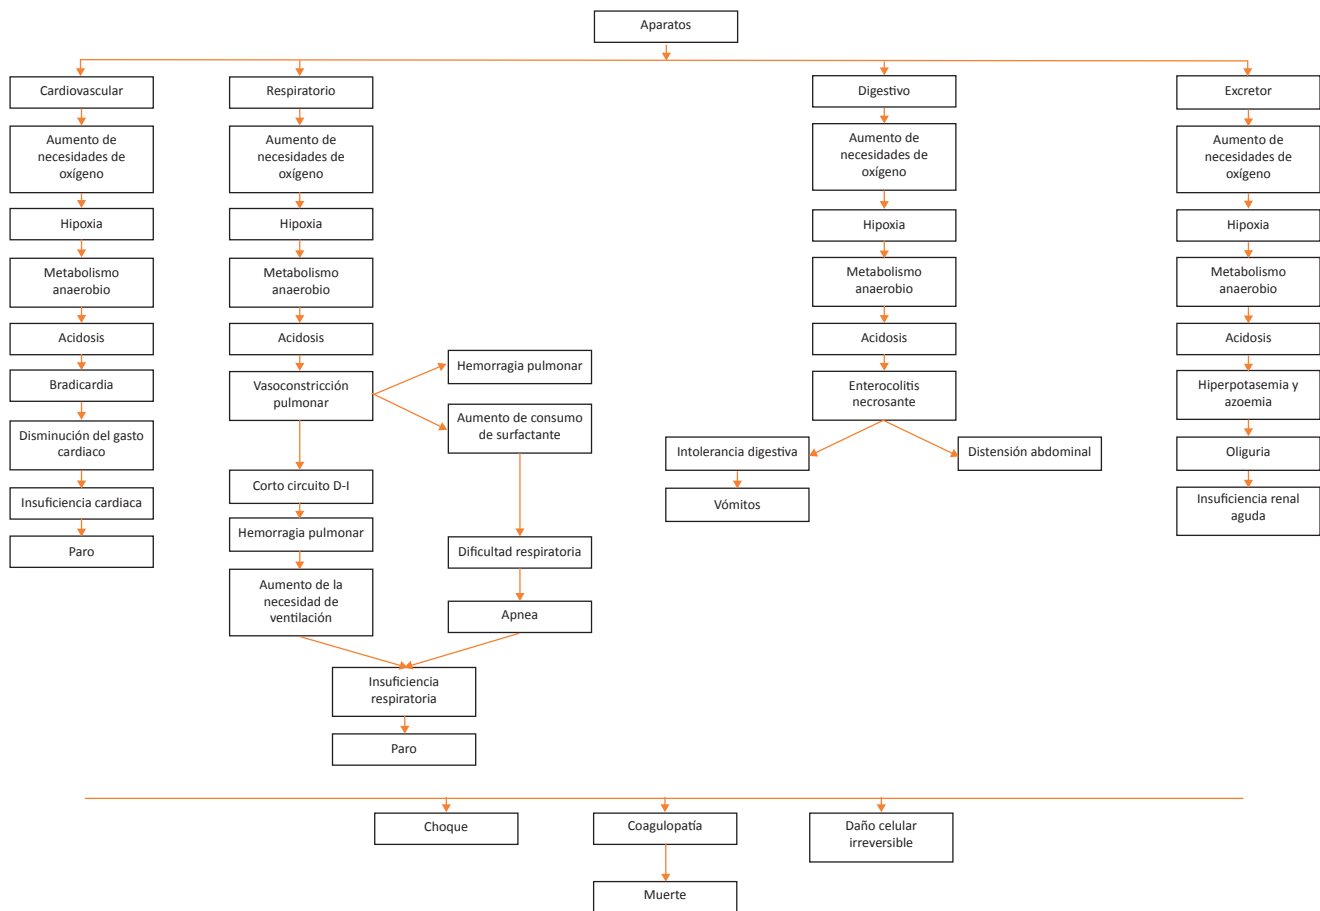 Aparatos
Cardiovascular
Aumento de
necesidades de
oxígeno
Hipoxia
Metabolismo
anaerobio
Acidosis
Bradicardia
Disminución del gasto
cardiaco
Insuficiencia cardiaca
Paro
Respiratorio
Aumento de
necesidades de
oxígeno
Hipoxia
Metabolismo
anaerobio
Acidosis
Vasoconstricción
pulmonar
Corto circuito D-I
Hemorragia pulmonar
Aumento de la
necesidad de
ventilación
Hemorragia pulmonar
Aumento de consumo
de surfactante
Dificultad respiratoria
Apnea
Insuficiencia
respiratoria
Paro
Digestivo
Aumento de
necesidades de
oxígeno
Hipoxia
Metabolismo
anaerobio
Acidosis
Enterocolitis
necrosante
Intolerancia digestiva
Vómitos
Distensión abdominal
Excretor
Aumento de
necesidades de
oxígeno
Hipoxia
Metabolismo
anaerobio
Acidosis
Hiperpotasemia y
azoemia
Oliguria
Insuficiencia renal
aguda
Choque
Coagulopatía
Daño celular
irreversible
Muerte